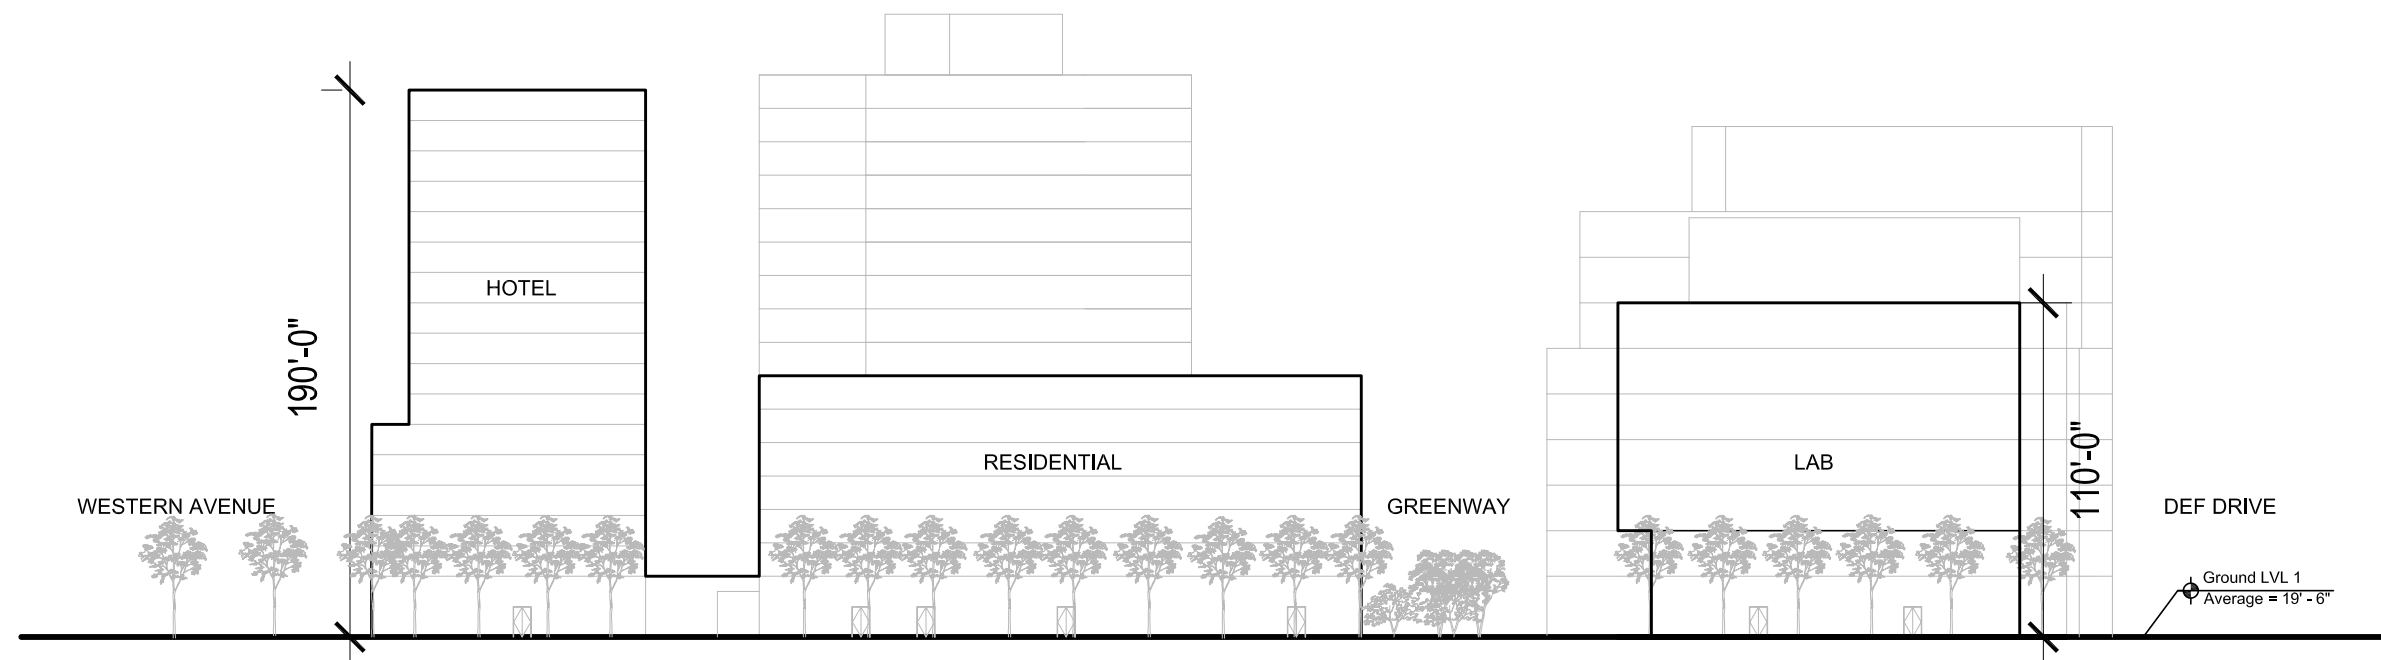 190'-0"
HOTEL
RESIDENTIAL
LAB
110'-0"
WESTERN AVENUE
GREENWAY
DEF DRIVE
Ground LVL 1
Average = 19' - 6"